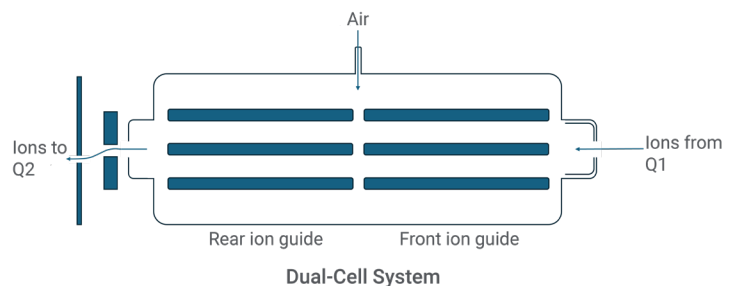 Air
Ions to
Q2
Ions from
Q1
Rear ion guide
Front ion guide
Dual-Cell System